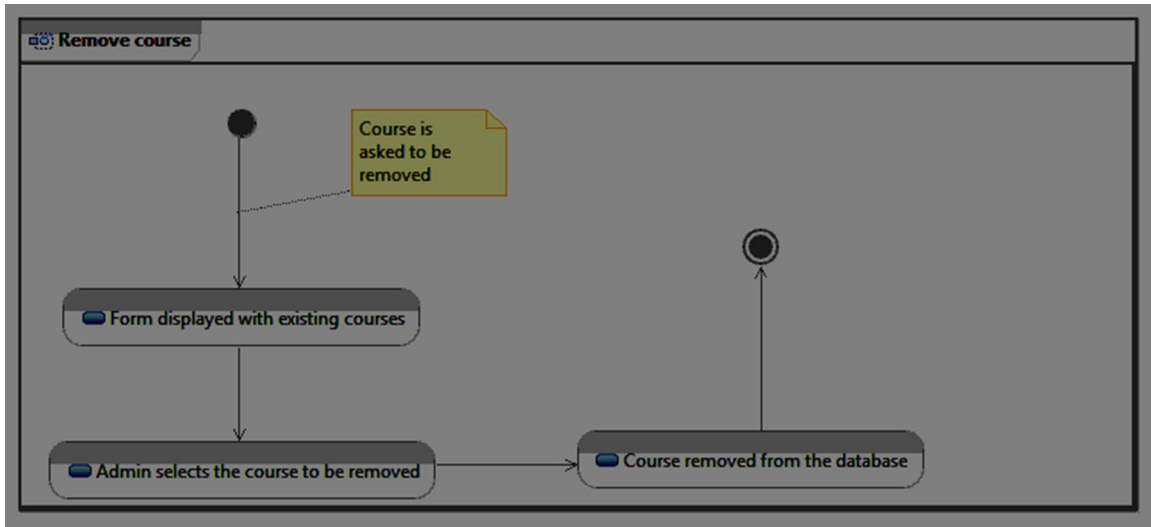 Remove course
Course is
asked to be
removed
Form displayed with existing courses
Admin selects the course to be removed
Course removed from the database